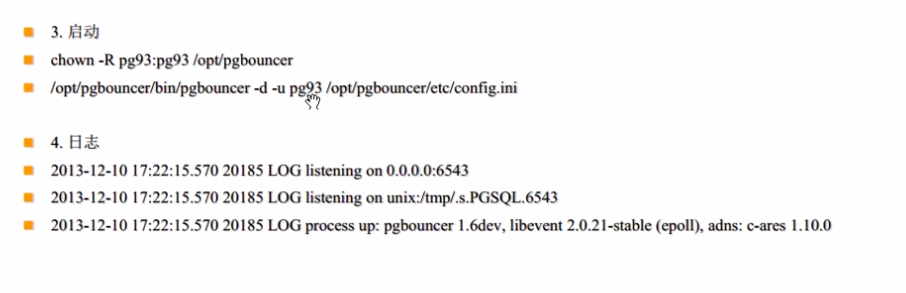 3. 启动
chown -R pg93:pg93 /opt/pgbouncer
/opt/pgbouncer/bin/pgbouncer -d -u pg93 /opt/pgbouncer/etc/config.ini
4. 日志
2013-12-10 17:22:15.570 20185 LOG listening on 0.0.0.0:6543
2013-12-10 17:22:15.570 20185 LOG listening on unix:/tmp/.s.PGSQL.6543
2013-12-10 17:22:15.570 20185 LOG process up: pgbouncer 1.6dev, libevent 2.0.21-stable (epoll), adns: c-ares 1.10.0